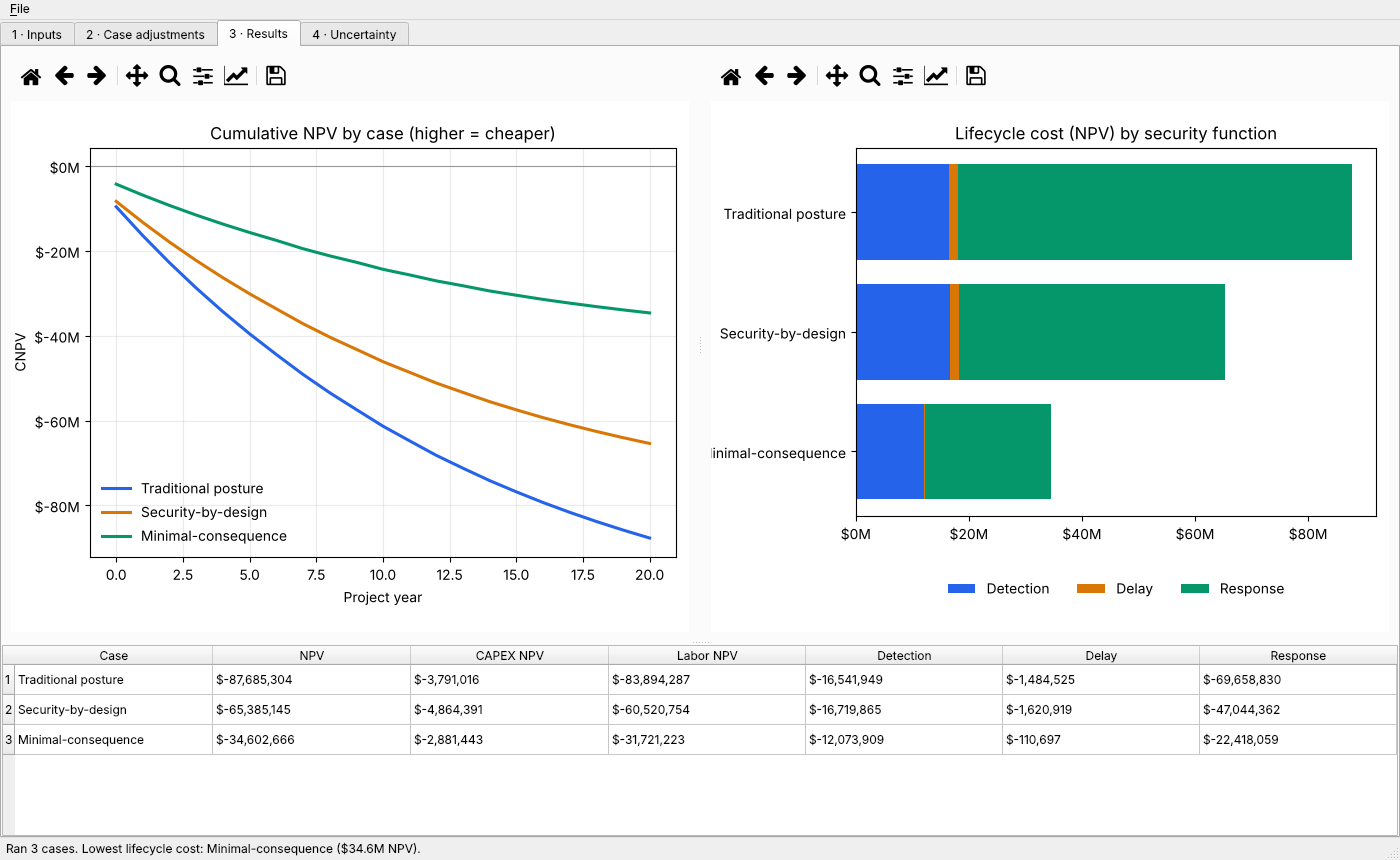 File
1 · Inputs
2 · Case adjustments
3 · Results
4 · Uncertainty
Cumulative NPV by case (higher = cheaper)
$0M
$-20M
$-40M
$-60M
$-80M
CNPV
Traditional posture
Security-by-design
Minimal-consequence
0.0 2.5 5.0 7.5 10.0 12.5 15.0 17.5 20.0
Project year
Lifecycle cost (NPV) by security function
Traditional posture
Security-by-design
inimal-consequence
$0M $20M $40M $60M $80M
Detection Delay Response
Case NPV CAPEX NPV Labor NPV Detection Delay Response
1 Traditional posture $-87,685,304 $-3,791,016 $-83,894,287 $-16,541,949 $-1,484,525 $-69,658,830
2 Security-by-design $-65,385,145 $-4,864,391 $-60,520,754 $-16,719,865 $-1,620,919 $-47,044,362
3 Minimal-consequence $-34,602,666 $-2,881,443 $-31,721,223 $-12,073,909 $-110,697 $-22,418,059
Ran 3 cases. Lowest lifecycle cost: Minimal-consequence ($34.6M NPV).